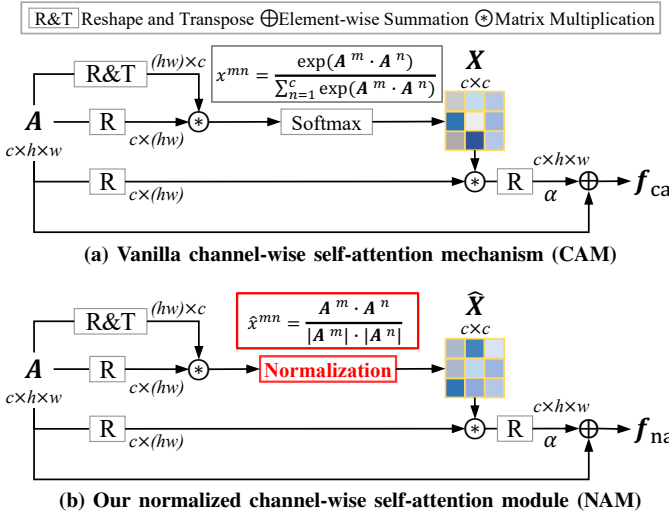 R&T Reshape and Transpose ⊕Element-wise Summation ⊛Matrix Multiplication
R&T (hw)×c x^{mn} = exp(A^m · A^n) / ∑_{n=1}^{c} exp(A^m · A^n) X
c×c
A R c×(hw) ⊛ Softmax
c×h×w
R c×(hw) ⊛ R c×h×w α ⊕ f_ca
(a) Vanilla channel-wise self-attention mechanism (CAM)
R&T (hw)×c x̂^{mn} = A^m · A^n / |A^m| · |A^n| X̂
c×c
A R c×(hw) ⊛ Normalization
c×h×w
R c×(hw) ⊛ R c×h×w α ⊕ f_na
(b) Our normalized channel-wise self-attention module (NAM)